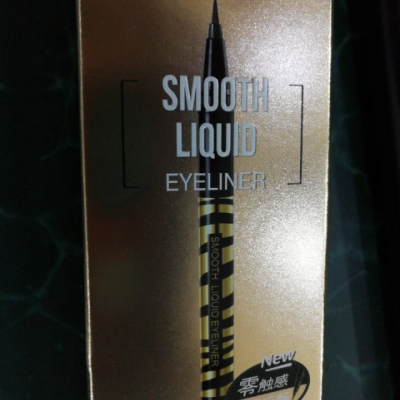 SMOOTH
LIQUID
EYELINER
SMOOTH LIQUID EYELINER
New
零触感